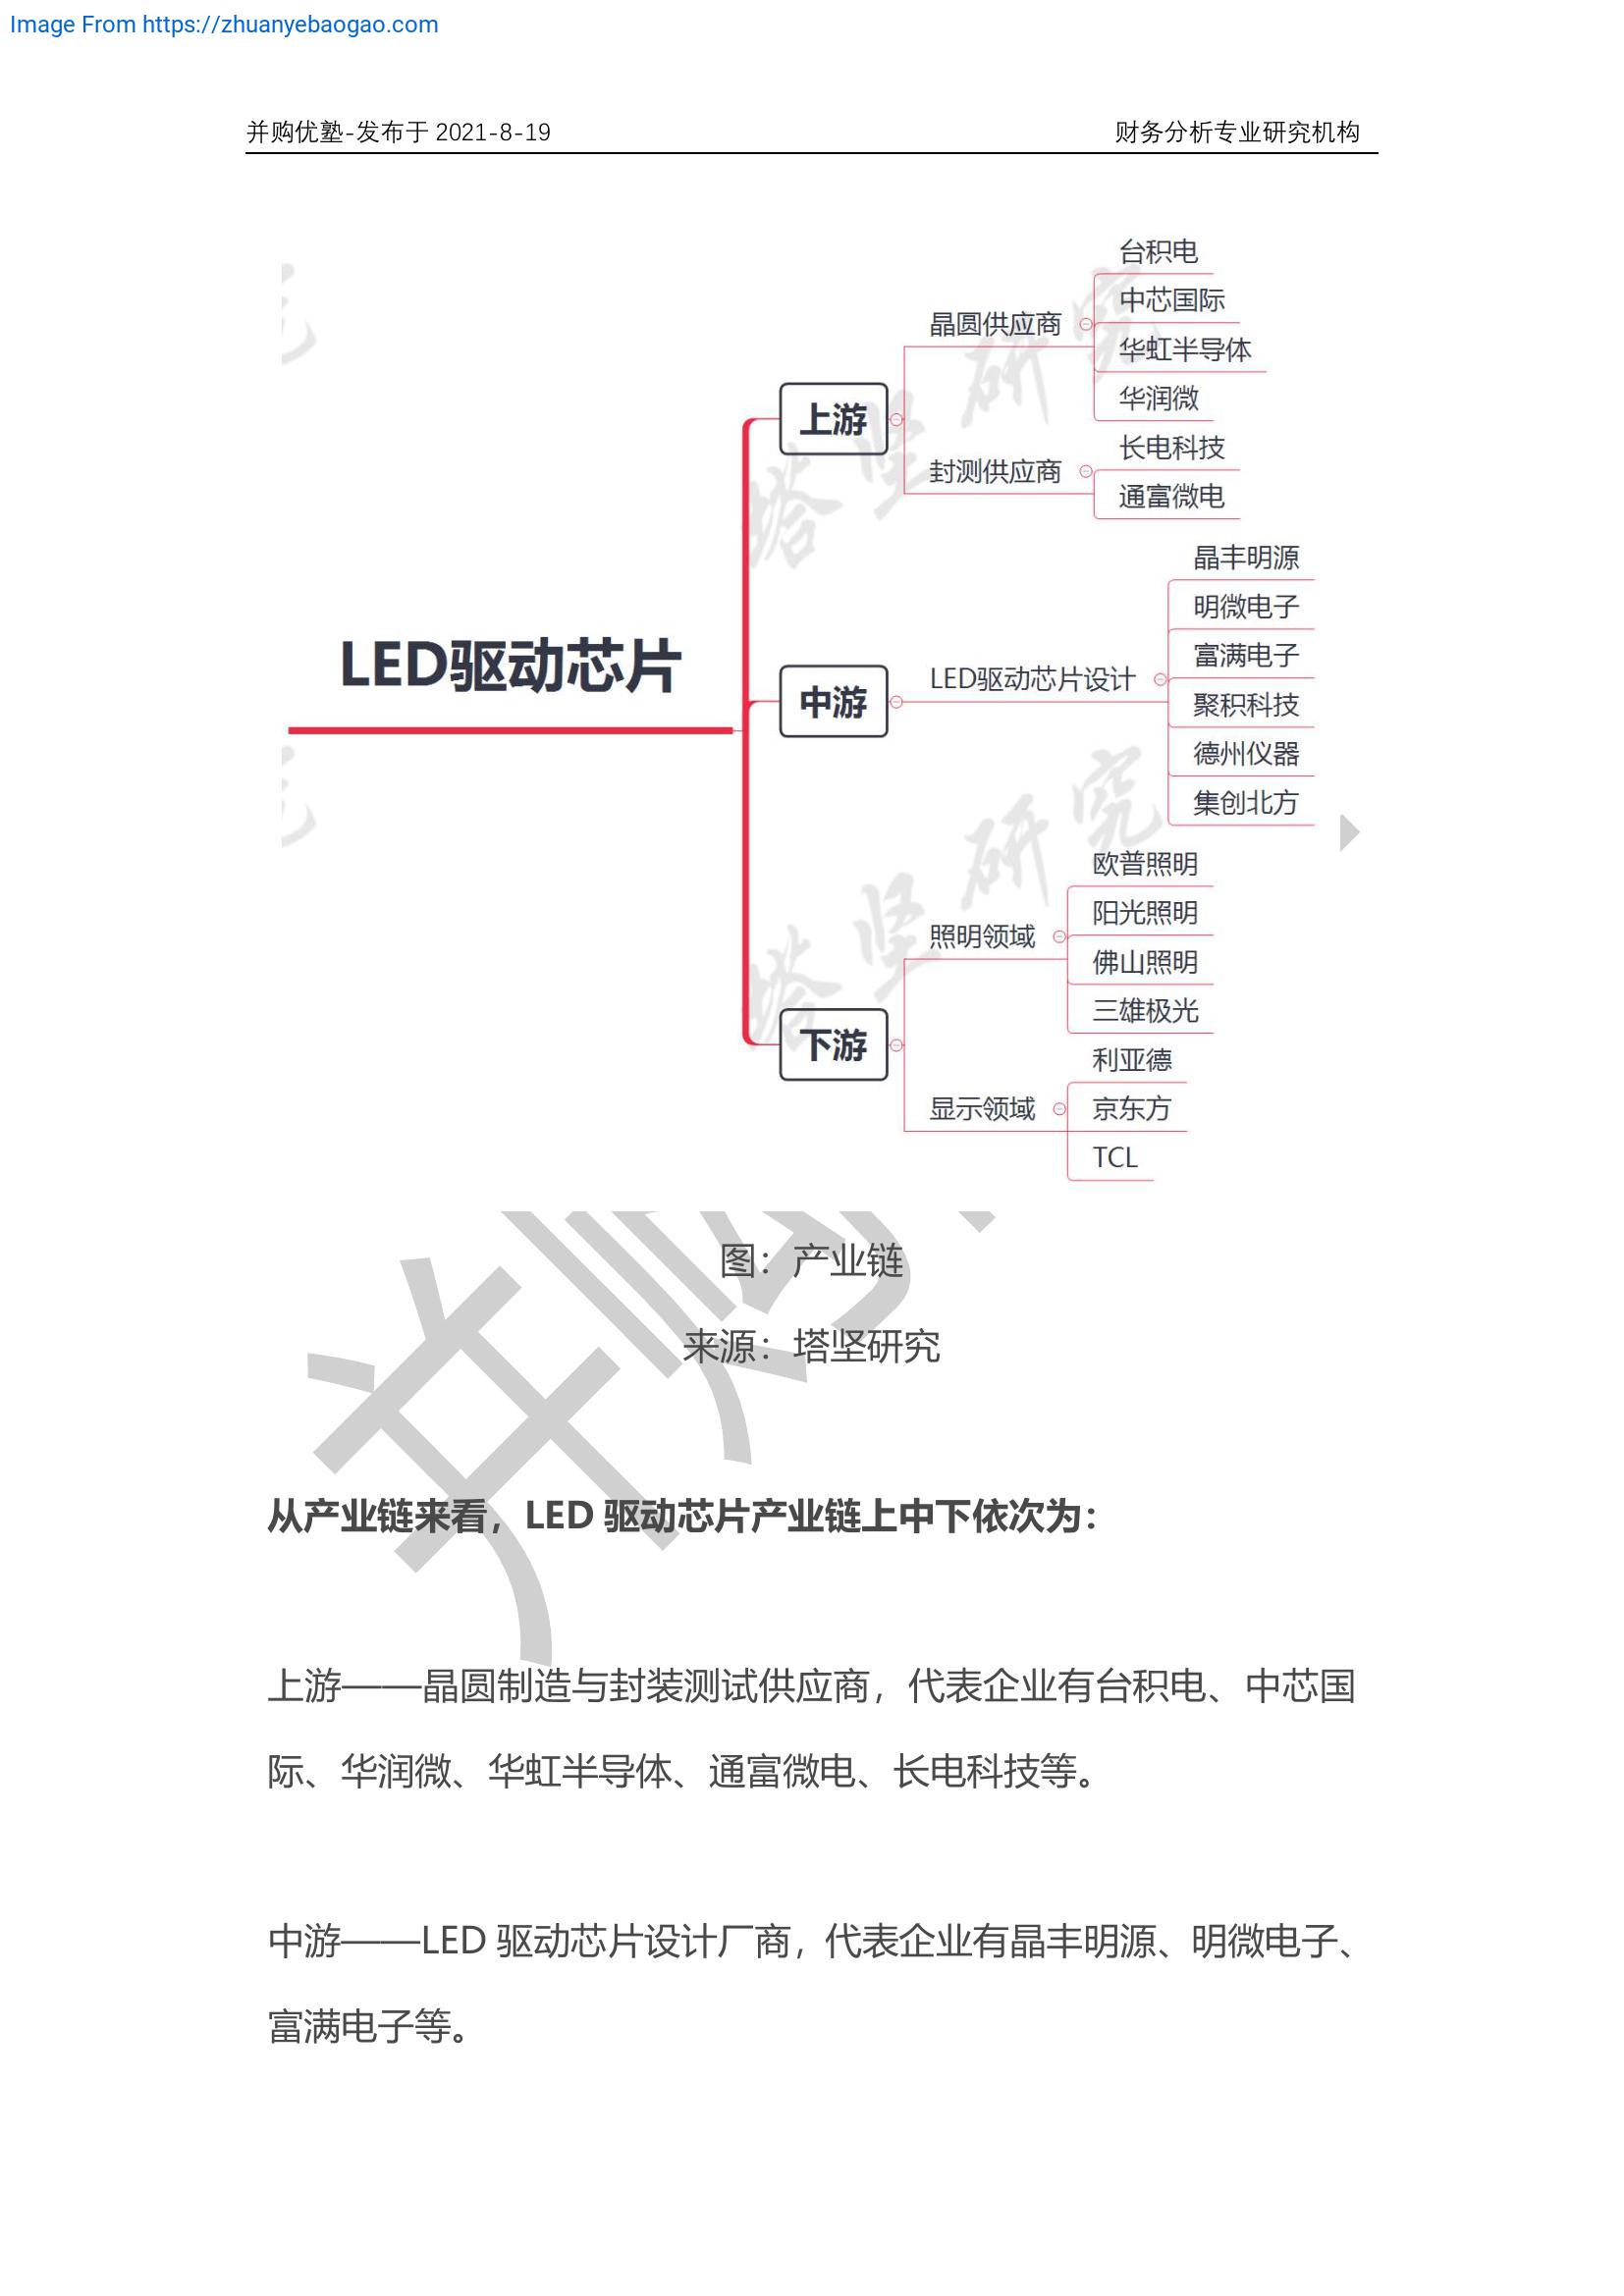 Image From https://zhuanyebaogao.com
并购优塾-发布于 2021-8-19
财务分析专业研究机构
LED驱动芯片
上游
晶圆供应商
台积电
中芯国际
华虹半导体
华润微
封测供应商
长电科技
通富微电
中游
LED驱动芯片设计
晶丰明源
明微电子
富满电子
聚积科技
德州仪器
集创北方
下游
照明领域
欧普照明
阳光照明
佛山照明
三雄极光
显示领域
利亚德
京东方
TCL
塔坚研究
塔坚研究
图：产业链
来源：塔坚研究
并购
从产业链来看，LED 驱动芯片产业链上中下依次为：
上游——晶圆制造与封装测试供应商，代表企业有台积电、中芯国
际、华润微、华虹半导体、通富微电、长电科技等。
中游——LED 驱动芯片设计厂商，代表企业有晶丰明源、明微电子、
富满电子等。